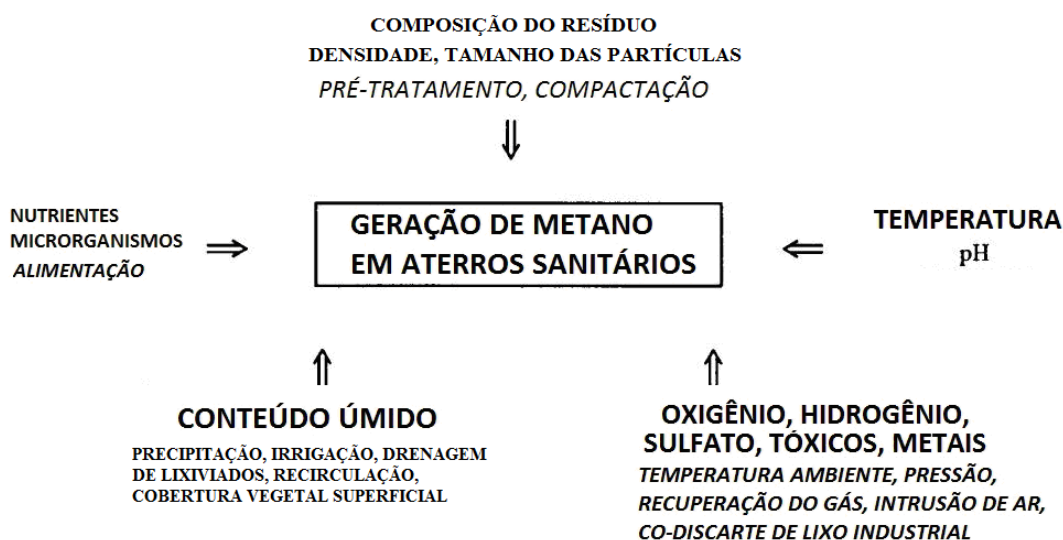 COMPOSIÇÃO DO RESÍDUO
DENSIDADE, TAMANHO DAS PARTÍCULAS
PRÉ-TRATAMENTO, COMPACTAÇÃO
NUTRIENTES
MICRORGANISMOS
ALIMENTAÇÃO
GERAÇÃO DE METANO
EM ATERROS SANITÁRIOS
TEMPERATURA
pH
CONTEÚDO ÚMIDO
PRECIPITAÇÃO, IRRIGAÇÃO, DRENAGEM
DE LIXIVIADOS, RECIRCULAÇÃO,
COBERTURA VEGETAL SUPERFICIAL
OXIGÊNIO, HIDROGÊNIO,
SULFATO, TÓXICOS, METAIS
TEMPERATURA AMBIENTE, PRESSÃO,
RECUPERAÇÃO DO GÁS, INTRUSÃO DE AR,
CO-DISCARTE DE LIXO INDUSTRIAL